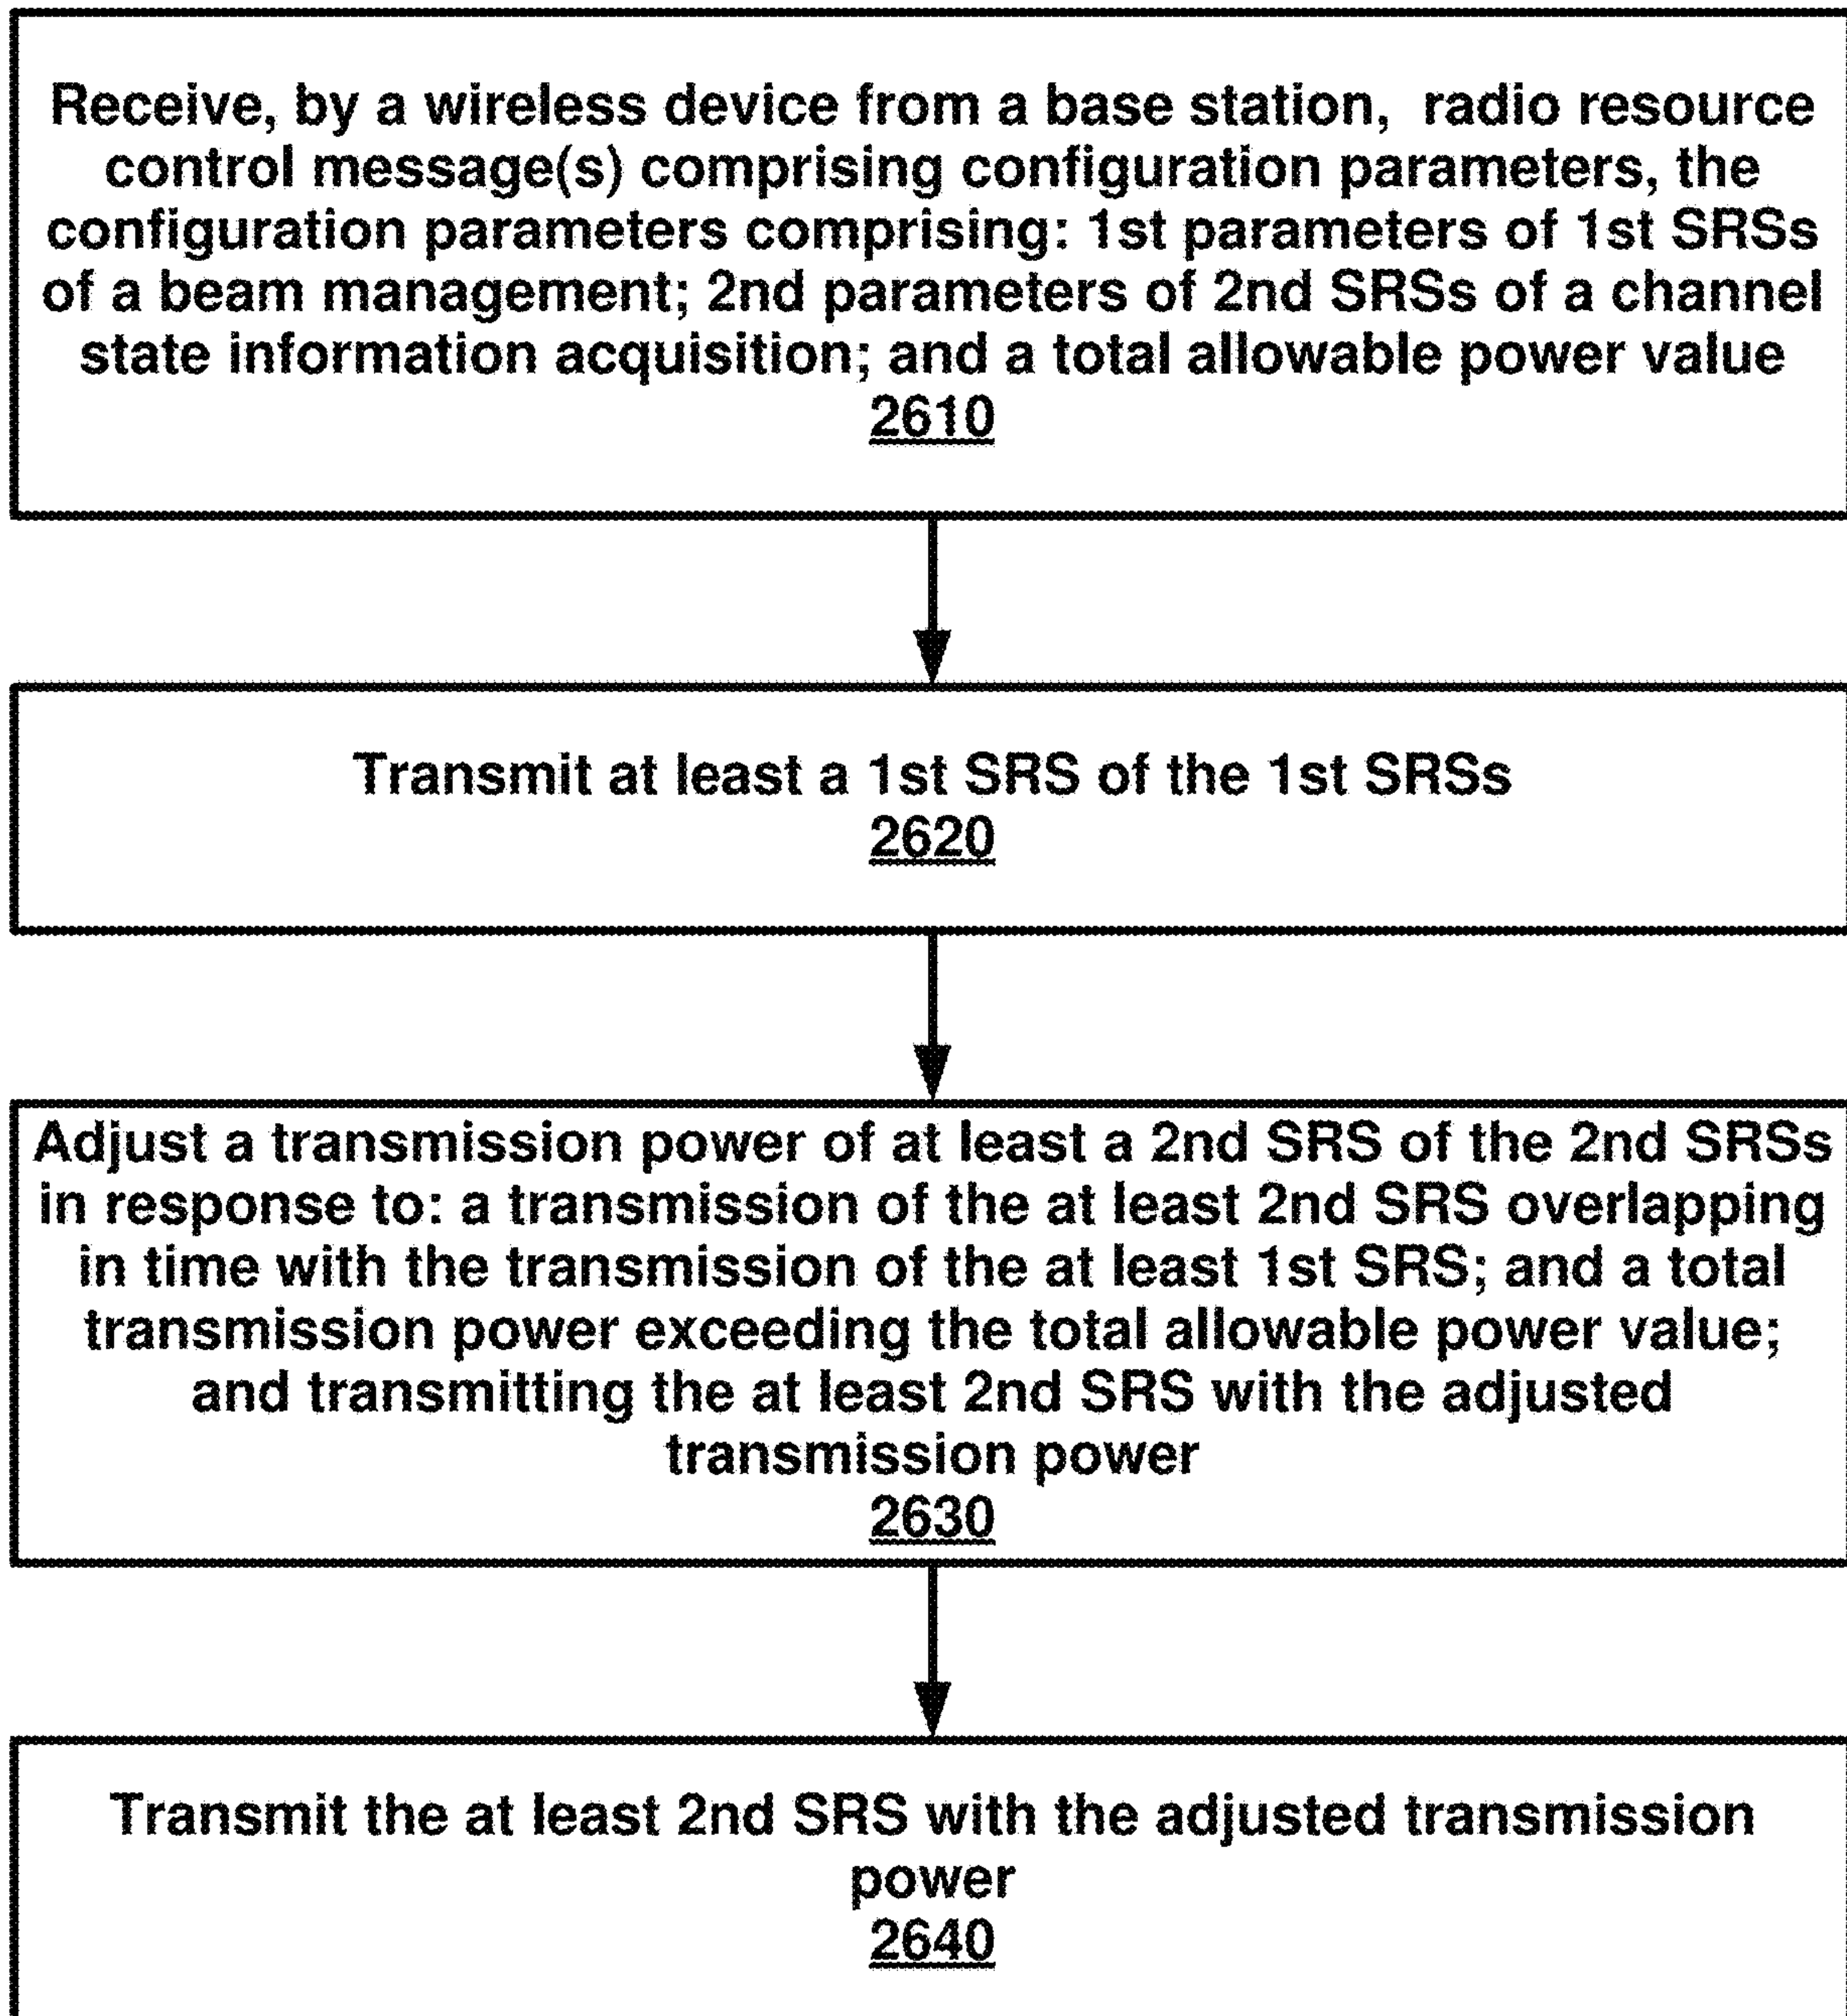 Receive, by a wireless device from a base station, radio resource
control message(s) comprising configuration parameters, the
configuration parameters comprising: 1st parameters of 1st SRSs
of a beam management; 2nd parameters of 2nd SRSs of a channel
state information acquisition; and a total allowable power value
2610
Transmit at least a 1st SRS of the 1st SRSs
2620
Adjust a transmission power of at least a 2nd SRS of the 2nd SRSs
in response to: a transmission of the at least 2nd SRS overlapping
in time with the transmission of the at least 1st SRS; and a total
transmission power exceeding the total allowable power value;
and transmitting the at least 2nd SRS with the adjusted
transmission power
2630
Transmit the at least 2nd SRS with the adjusted transmission
power
2640